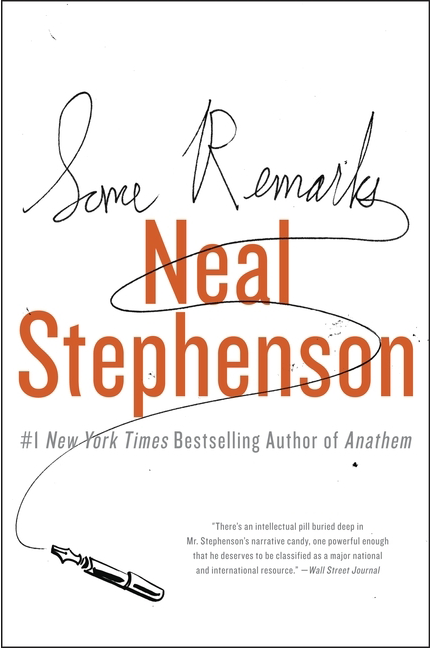 Some Remarks
Neal
Stephenson
#1 New York Times Bestselling Author of Anathem
"There's an intellectual pill buried deep in
Mr. Stephenson's narrative candy, one powerful enough
that he deserves to be classified as a major national
and international resource." —Wall Street Journal